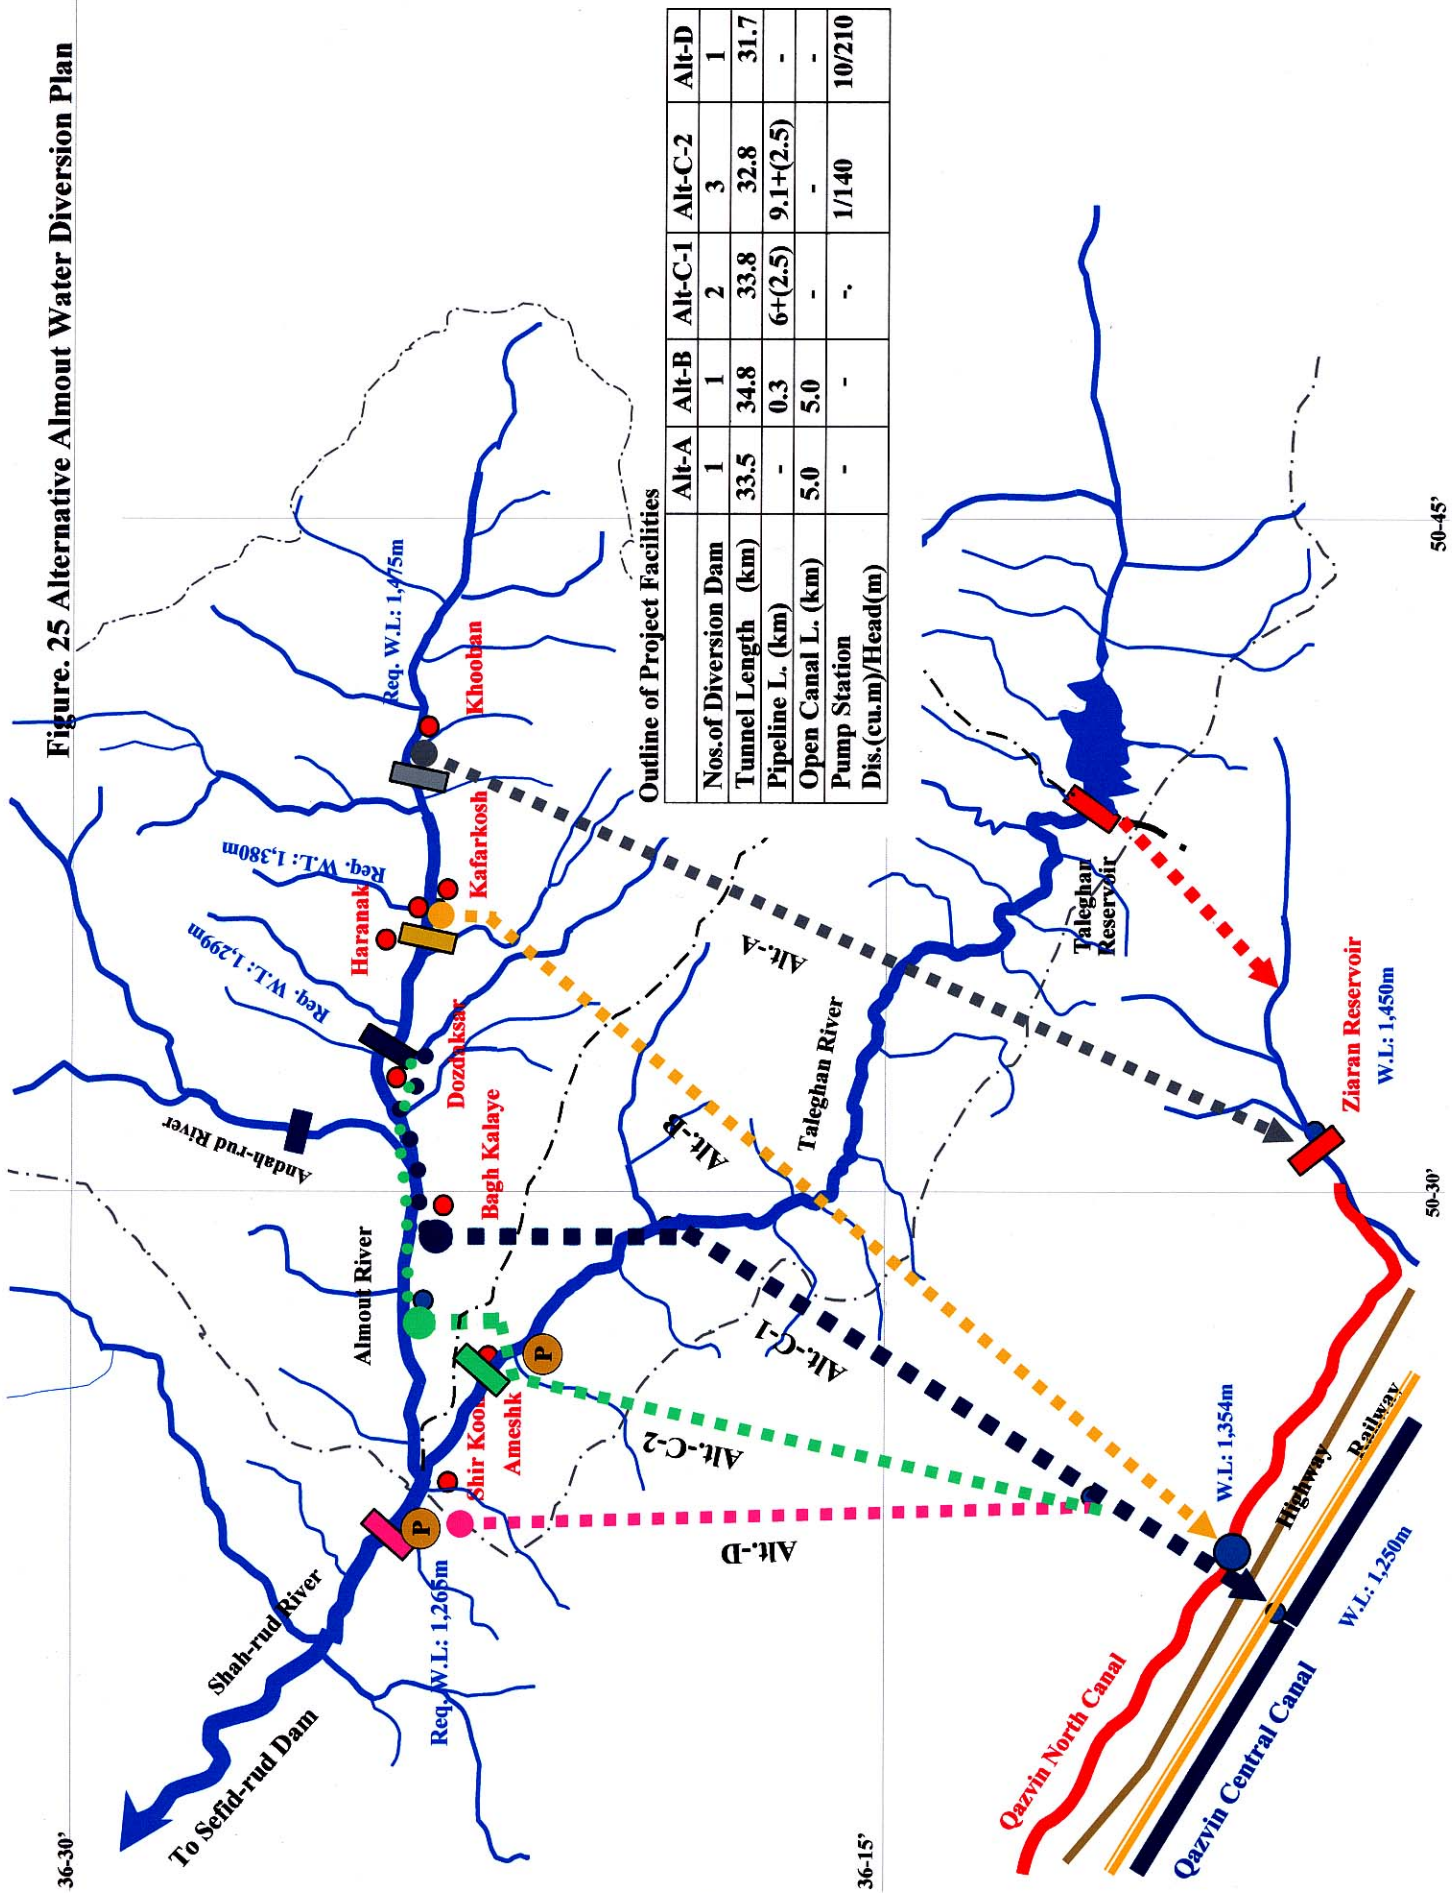 Figure. 25 Alternative Almout Water Diversion Plan
36-30’
To Sefid-rud Dam
Shah-rud River
Req. W.L: 1,265m
Almout River
Andah-rud River
Req. W.L: 1,299m
Req. W.L: 1,380m
Req. W.L: 1,475m
Shir Koon
Ameshk
Bagh Kalaye
Dozdaksar
Haranak
Kafarkosh
Khooban
P
P
Outline of Project Facilities
Alt-A Alt-B Alt-C-1 Alt-C-2 Alt-D
Nos.of Diversion Dam 1 1 2 3 1
Tunnel Length (km) 33.5 34.8 33.8 32.8 31.7
Pipeline L. (km) - 0.3 6+(2.5) 9.1+(2.5) -
Open Canal L. (km) 5.0 5.0 - - -
Pump Station
Dis.(cu.m)/Head(m) - - -. 1/140 10/210
Alt.-D
Alt.-C-2
Alt.-C-1
Alt.-B
Alt.-A
Taleghan River
36-15’
Taleghan
Reservoir
Qazvin North Canal
Qazvin Central Canal
W.L: 1,354m
Highway
Railway
W.L: 1,250m
Ziaran Reservoir
W.L: 1,450m
50-30’
50-45’